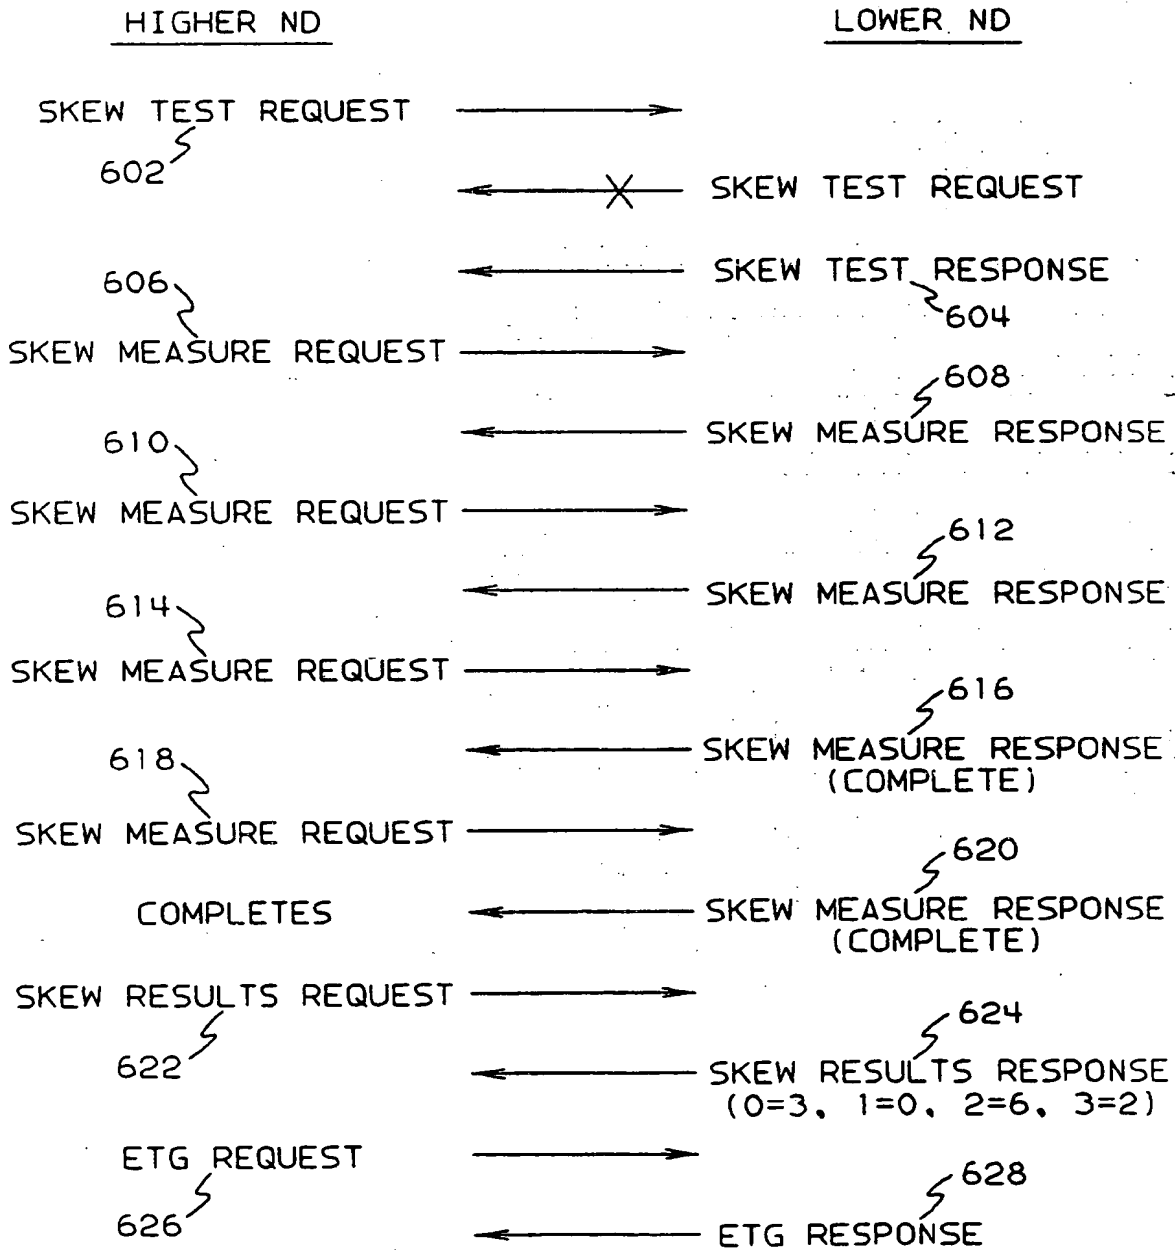 HIGHER ND
LOWER ND
SKEW TEST REQUEST
602
SKEW TEST REQUEST
SKEW TEST RESPONSE
604
606
SKEW MEASURE REQUEST
608
SKEW MEASURE RESPONSE
610
SKEW MEASURE REQUEST
612
SKEW MEASURE RESPONSE
614
SKEW MEASURE REQUEST
616
SKEW MEASURE RESPONSE
(COMPLETE)
618
SKEW MEASURE REQUEST
620
COMPLETES
SKEW MEASURE RESPONSE
(COMPLETE)
SKEW RESULTS REQUEST
622
624
SKEW RESULTS RESPONSE
(0=3, 1=0, 2=6, 3=2)
ETG REQUEST
626
628
ETG RESPONSE